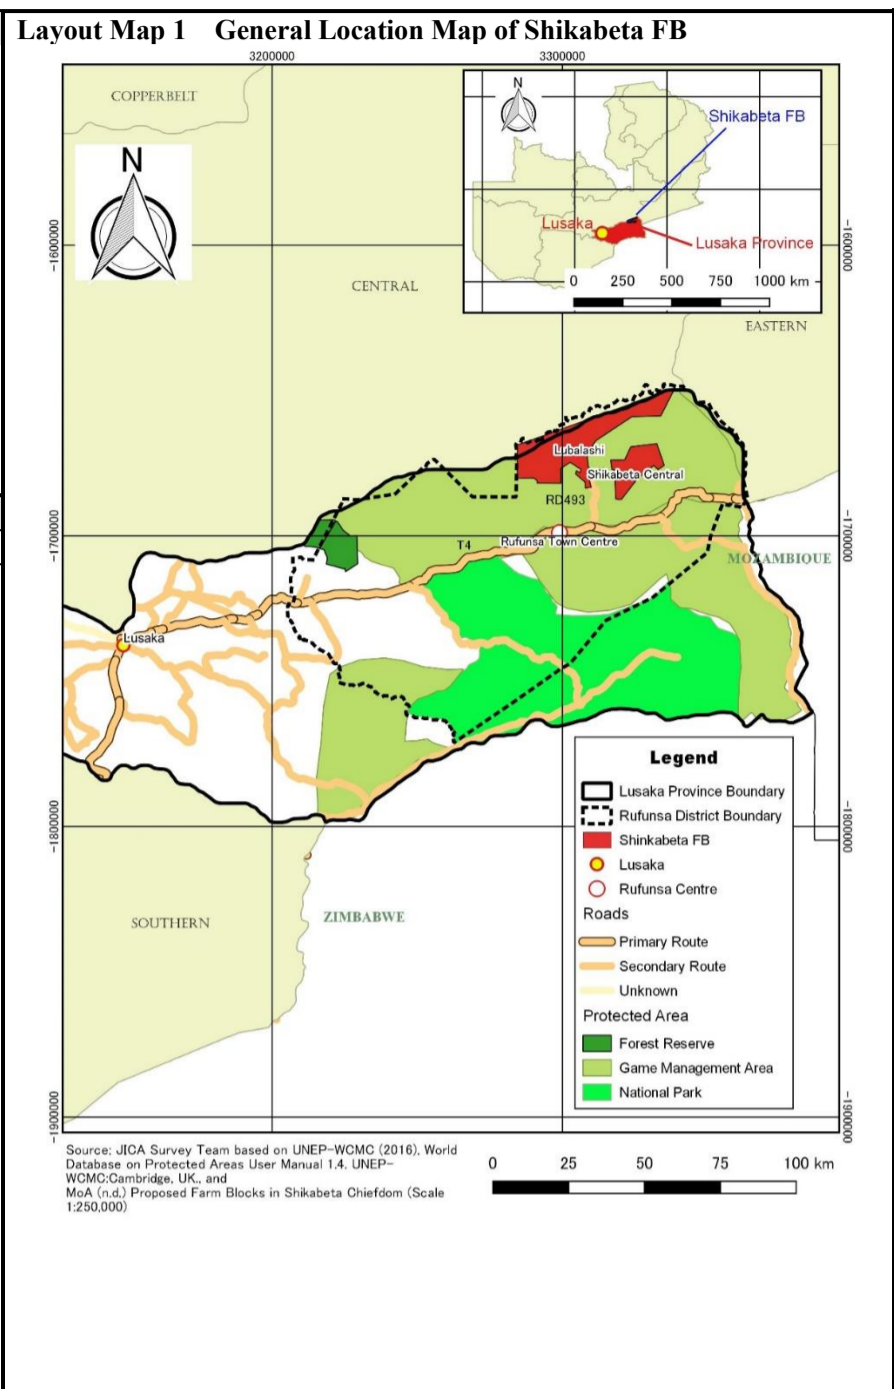 Layout Map 1 General Location Map of Shikabeta FB
3200000
3300000
COPPERBELT
N
N
Shikabeta FB
Lusaka
Lusaka Province
0 250 500 750 1000 km
-1600000
-1600000
CENTRAL
EASTERN
Lubalashi
Shikabeta Central
RD493
-1700000
T4
Rufunsa Town Centre
-1700000
MOZAMBIQUE
Lusaka
Legend
Lusaka Province Boundary
Rufunsa District Boundary
Shinkabeta FB
Lusaka
Rufunsa Centre
Roads
Primary Route
Secondary Route
Unknown
Protected Area
Forest Reserve
Game Management Area
National Park
-1800000
-1800000
SOUTHERN
ZIMBABWE
-1900000
-1900000
Source: JICA Survey Team based on UNEP-WCMC (2016), World
Database on Protected Areas User Manual 1.4. UNEP-
WCMC:Cambridge, UK., and
MoA (n.d.) Proposed Farm Blocks in Shikabeta Chiefdom (Scale
1:250,000)
0 25 50 75 100 km